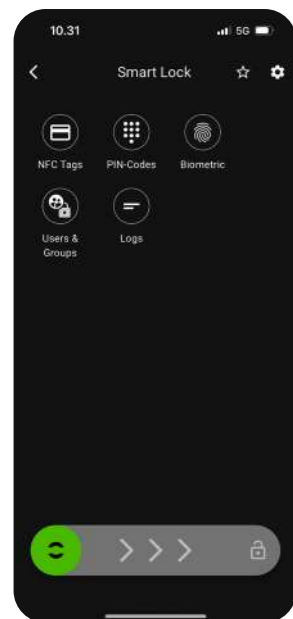 10.31
5G
Smart Lock
NFC Tags
PIN-Codes
Biometric
Users &
Groups
Logs